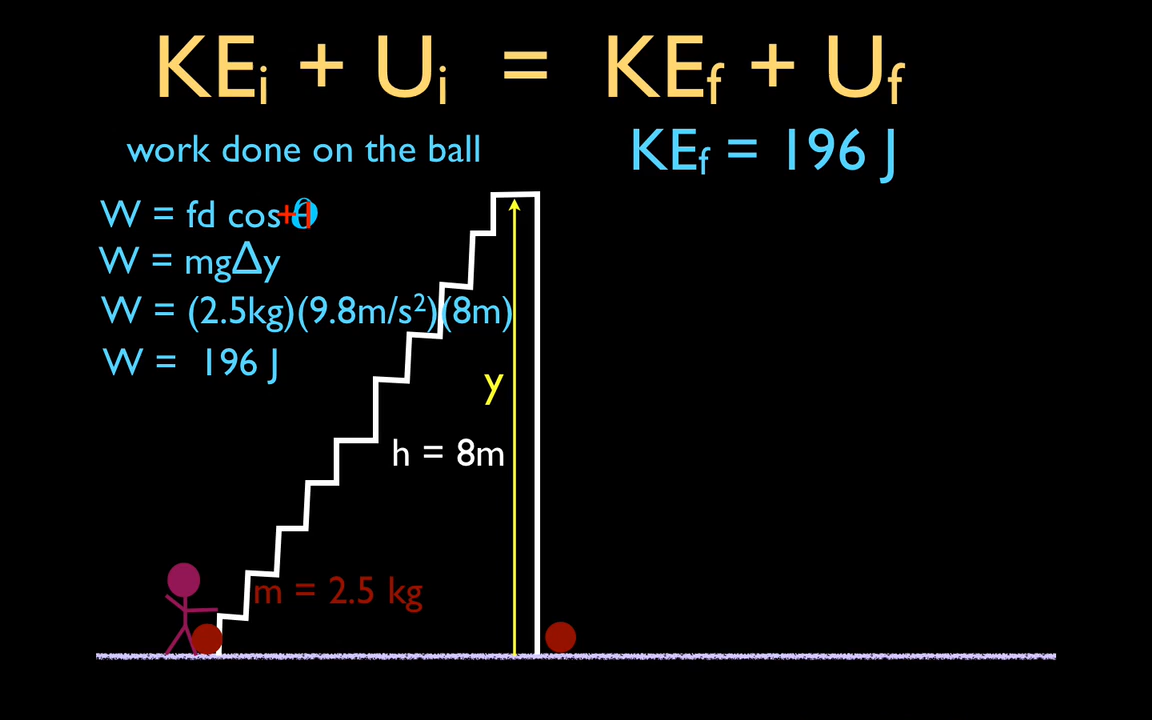 KEᵢ + Uᵢ = KEf + Uf
work done on the ball
KEf = 196 J
W = fd cos
W = mgΔy
W = (2.5kg)(9.8m/s²)(8m)
W = 196 J
y
h = 8m
m = 2.5 kg